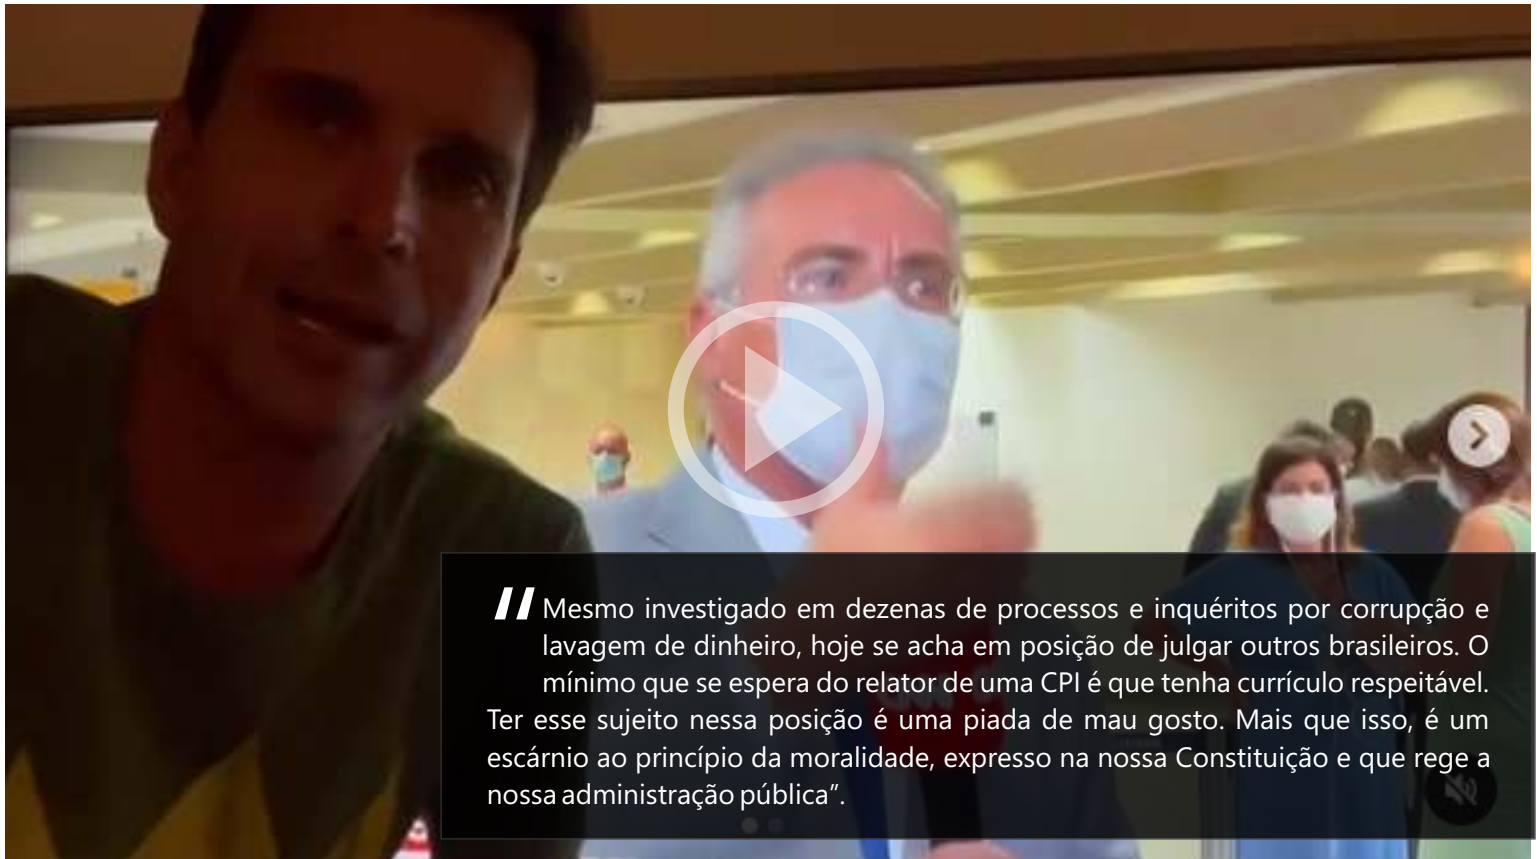 “Mesmo investigado em dezenas de processos e inquéritos por corrupção e
lavagem de dinheiro, hoje se acha em posição de julgar outros brasileiros. O
mínimo que se espera do relator de uma CPI é que tenha currículo respeitável.
Ter esse sujeito nessa posição é uma piada de mau gosto. Mais que isso, é um
escárnio ao princípio da moralidade, expresso na nossa Constituição e que rege a
nossa administração pública”.